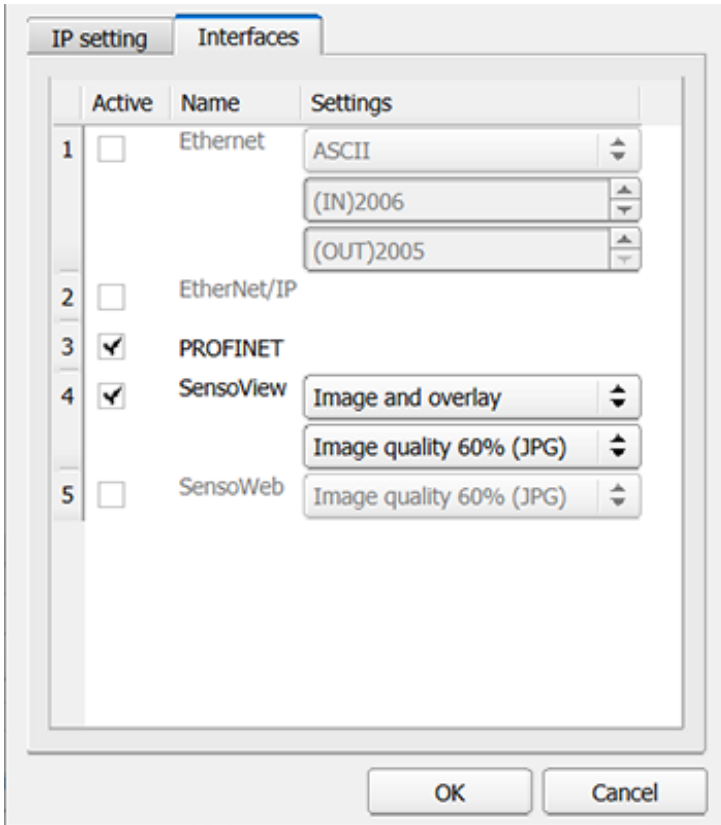 IP setting Interfaces
Active Name Settings
1 Ethernet ASCII
(IN)2006
(OUT)2005
2 EtherNet/IP
3 PROFINET
4 SensoView Image and overlay
Image quality 60% (JPG)
5 SensoWeb Image quality 60% (JPG)
OK Cancel